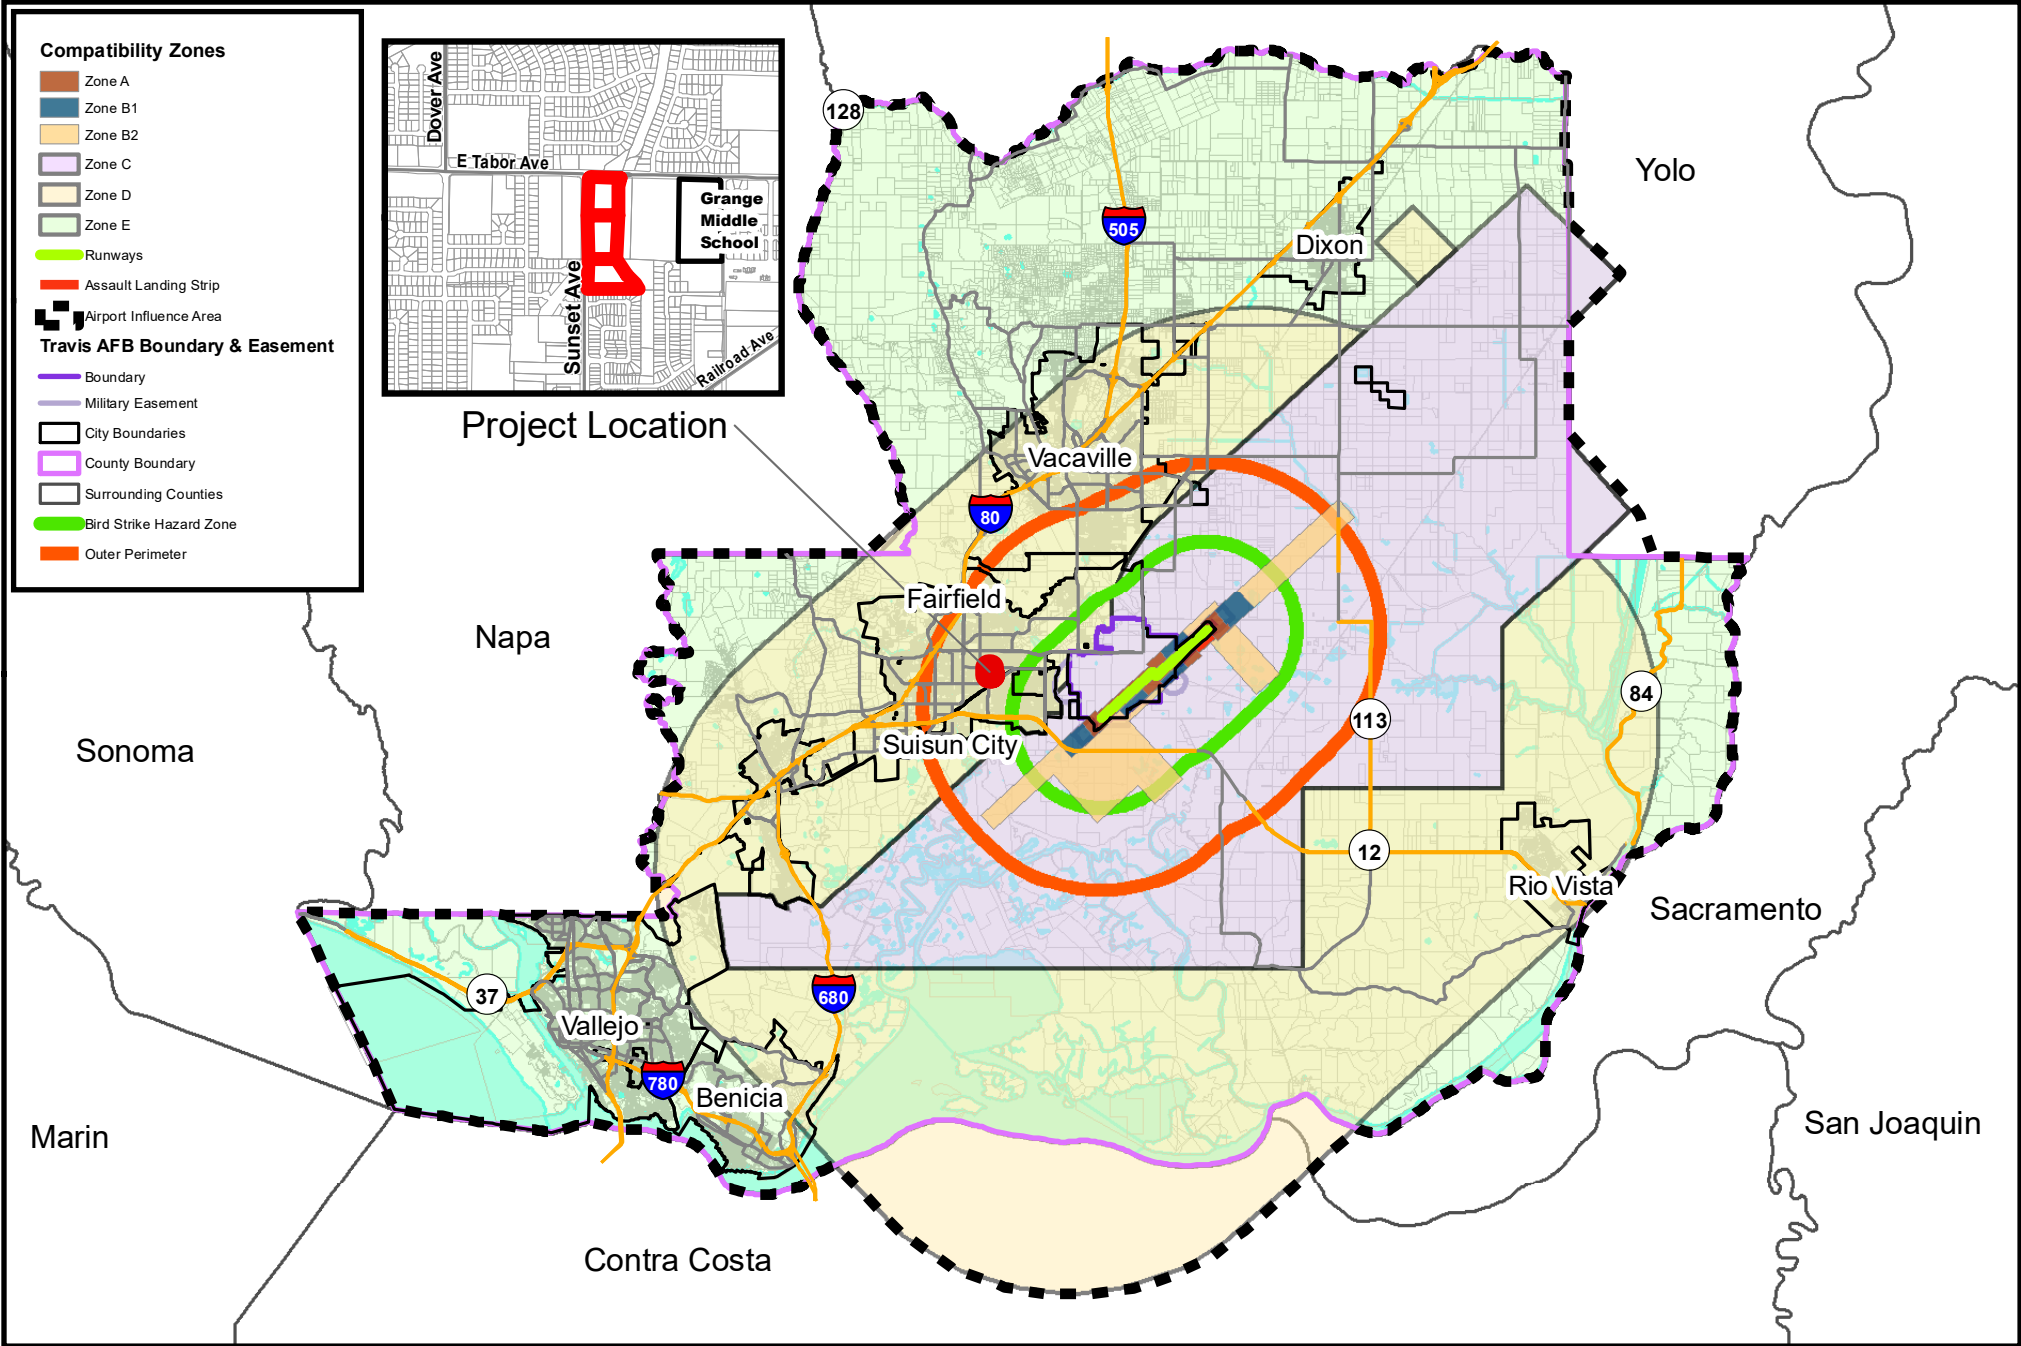 Compatibility Zones
Zone A
Zone B1
Zone B2
Zone C
Zone D
Zone E
Runways
Assault Landing Strip
Airport Influence Area
Travis AFB Boundary & Easement
Boundary
Military Easement
City Boundaries
County Boundary
Surrounding Counties
Bird Strike Hazard Zone
Outer Perimeter
Dover Ave
E Tabor Ave
Grange
Middle
School
Sunset Ave
Railroad Ave
Project Location
128
505
Yolo
Dixon
Vacaville
80
Fairfield
Napa
84
113
Suisun City
Sonoma
12
Rio Vista
Sacramento
37
680
Vallejo
780
Benicia
Marin
San Joaquin
Contra Costa